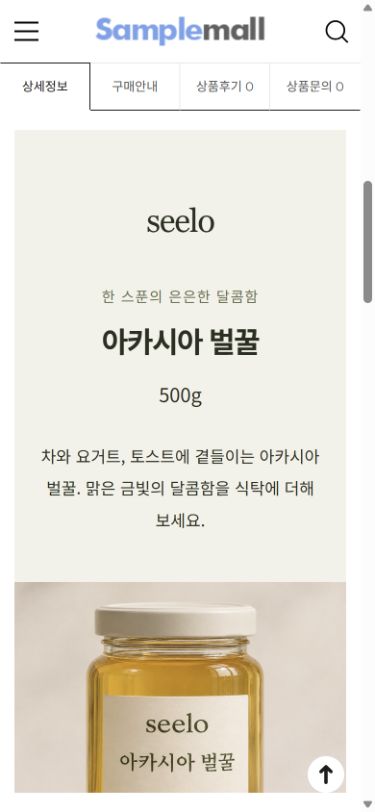 Samplemall
상세정보
구매안내
상품후기 0
상품문의 0
seelo
한 스푼의 은은한 달콤함
아카시아 벌꿀
500g
차와 요거트, 토스트에 곁들이는 아카시아
벌꿀. 맑은 금빛의 달콤함을 식탁에 더해
보세요.
seelo
아카시아 벌꿀